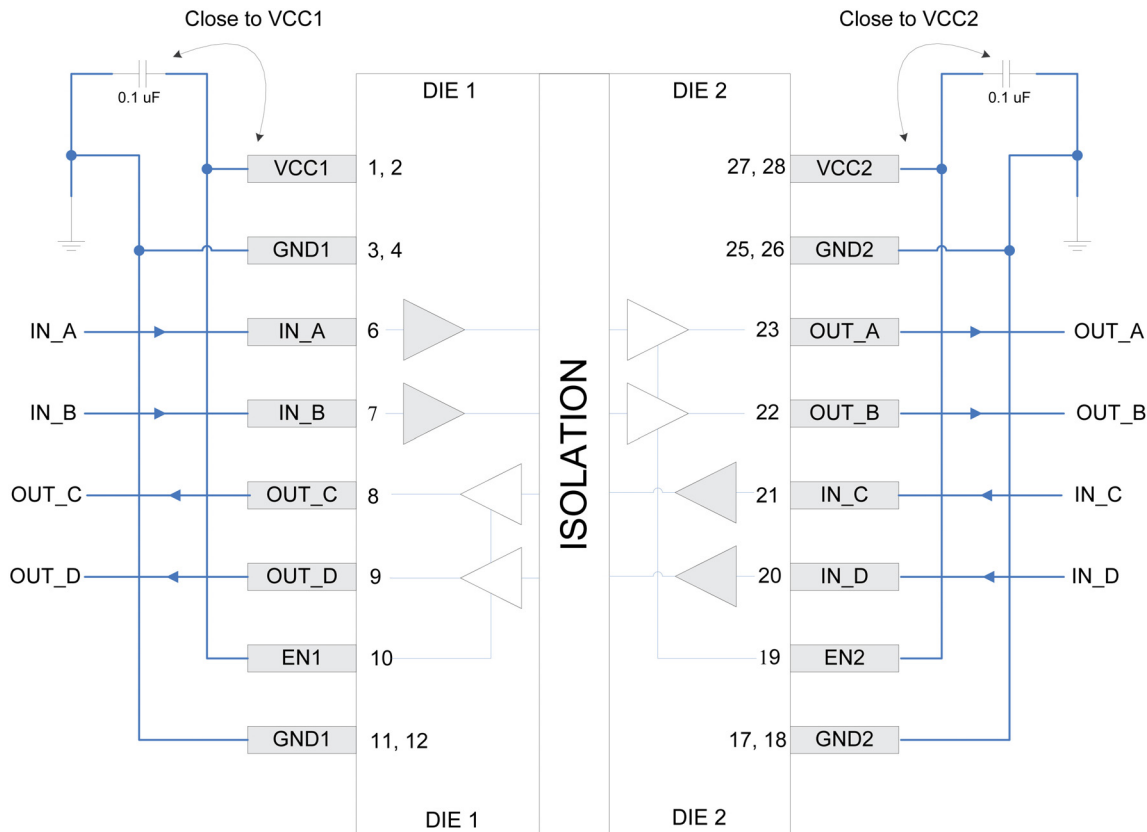 Close to VCC1
Close to VCC2
0.1 uF
DIE 1
DIE 2
0.1 uF
VCC1 1, 2
27, 28 VCC2
GND1 3, 4
25, 26 GND2
IN_A IN_A 6
23 OUT_A OUT_A
IN_B IN_B 7
22 OUT_B OUT_B
ISOLATION
OUT_C OUT_C 8
21 IN_C IN_C
OUT_D OUT_D 9
20 IN_D IN_D
EN1 10
19 EN2
GND1 11, 12
17, 18 GND2
DIE 1
DIE 2